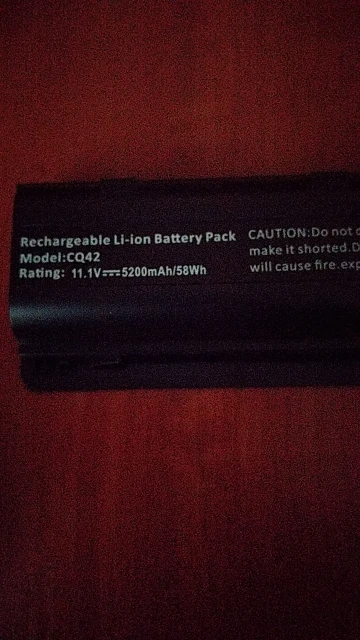 Rechargeable Li-ion Battery Pack
Model:CQ42
Rating: 11.1V⎓5200mAh/58Wh
CAUTION:Do not
make it shorted.
will cause fire.